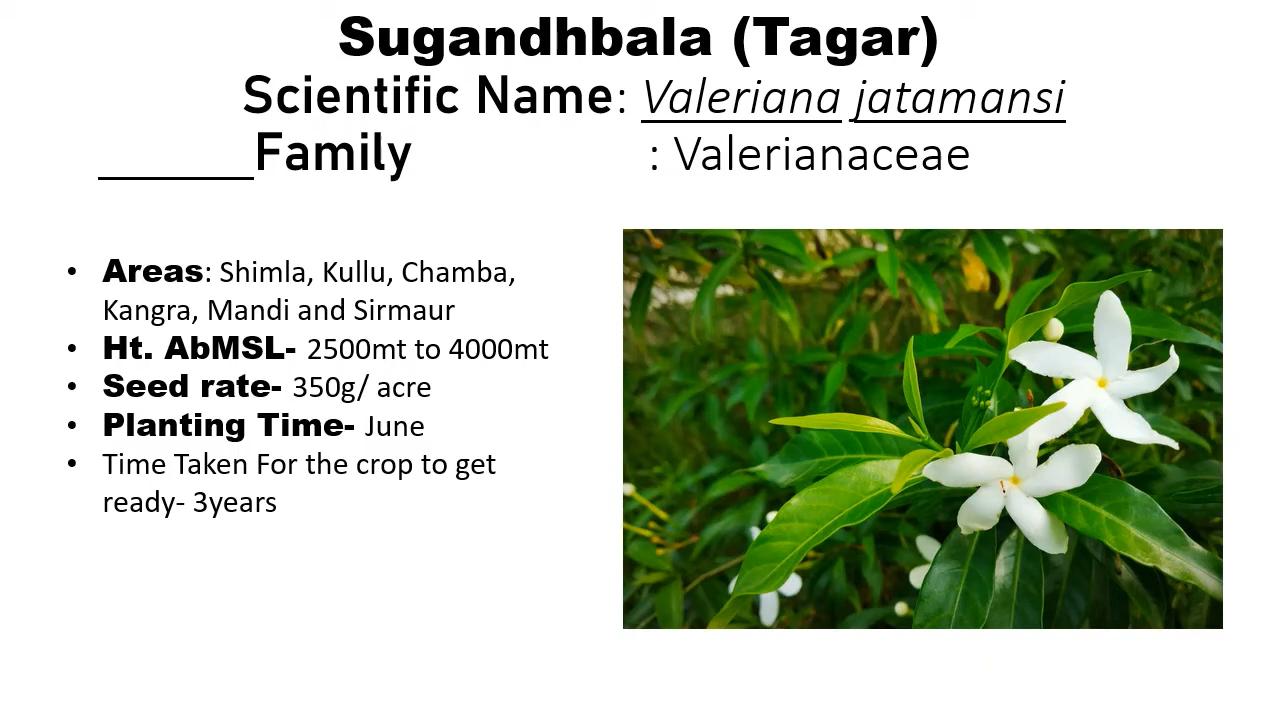 Sugandhbala (Tagar)
Scientific Name: Valeriana jatamansi
Family : Valerianaceae
• Areas: Shimla, Kullu, Chamba,
Kangra, Mandi and Sirmaur
• Ht. AbMSL- 2500mt to 4000mt
• Seed rate- 350g/ acre
• Planting Time- June
• Time Taken For the crop to get
ready- 3years